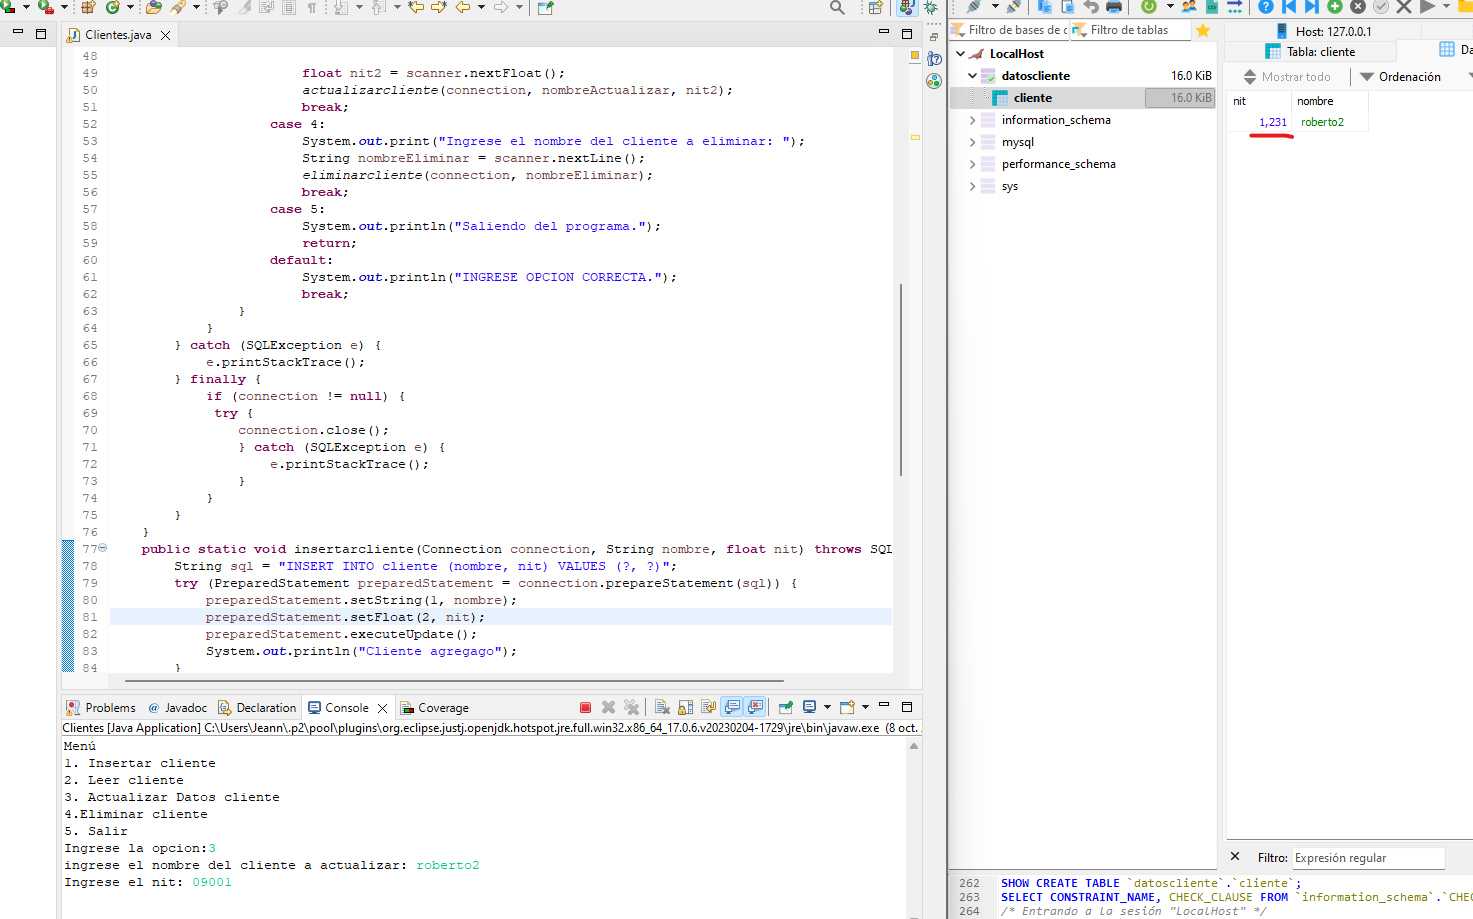 Clientes.java
48
49 float nit2 = scanner.nextFloat();
50 actualizarcliente(connection, nombreActualizar, nit2);
51 break;
52 case 4:
53 System.out.print("Ingrese el nombre del cliente a eliminar: ");
54 String nombreEliminar = scanner.nextLine();
55 eliminarcliente(connection, nombreEliminar);
56 break;
57 case 5:
58 System.out.println("Saliendo del programa.");
59 return;
60 default:
61 System.out.println("INGRESE OPCION CORRECTA.");
62 break;
63 }
64 }
65 } catch (SQLException e) {
66 e.printStackTrace();
67 } finally {
68 if (connection != null) {
69 try {
70 connection.close();
71 } catch (SQLException e) {
72 e.printStackTrace();
73 }
74 }
75 }
76 }
77 public static void insertarcliente(Connection connection, String nombre, float nit) throws SQL
78 String sql = "INSERT INTO cliente (nombre, nit) VALUES (?, ?)";
79 try (PreparedStatement preparedStatement = connection.prepareStatement(sql)) {
80 preparedStatement.setString(1, nombre);
81 preparedStatement.setFloat(2, nit);
82 preparedStatement.executeUpdate();
83 System.out.println("Cliente agregago");
84 }
Problems @ Javadoc Declaration Console Coverage
Clientes [Java Application] C:\Users\Jeann\.p2\pool\plugins\org.eclipse.justj.openjdk.hotspot.jre.full.win32.x86_64_17.0.6.v20230204-1729\jre\bin\javaw.exe (8 oct.
Menú
1. Insertar cliente
2. Leer cliente
3. Actualizar Datos cliente
4.Eliminar cliente
5. Salir
Ingrese la opcion:3
ingrese el nombre del cliente a actualizar: roberto2
Ingrese el nit: 09001
Filtro de bases de Filtro de tablas
LocalHost
datoscliente 16.0 KiB
cliente 16.0 KiB
information_schema
mysql
performance_schema
sys
Host: 127.0.0.1
Tabla: cliente Da
Mostrar todo Ordenación
nit nombre
1,231 roberto2
Filtro: Expresión regular
262 SHOW CREATE TABLE `datoscliente`.`cliente`;
263 SELECT CONSTRAINT_NAME, CHECK_CLAUSE FROM `information_schema`.`CHEC
264 /* Entrando a la sesión "LocalHost" */